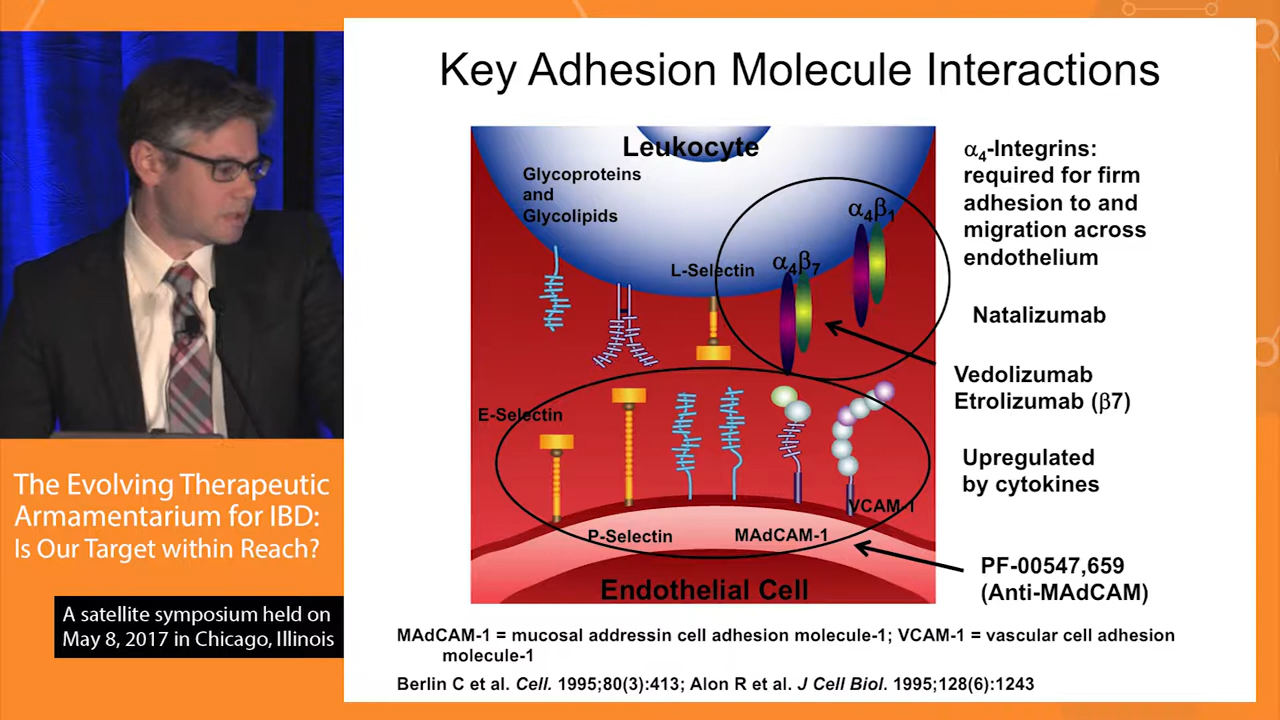 Key Adhesion Molecule Interactions
Leukocyte
Glycoproteins
and
Glycolipids
L-Selectin
α4β7
α4β1
E-Selectin
P-Selectin
MAdCAM-1
VCAM-1
Endothelial Cell
α4-Integrins:
required for firm
adhesion to and
migration across
endothelium
Natalizumab
Vedolizumab
Etrolizumab (β7)
Upregulated
by cytokines
PF-00547,659
(Anti-MAdCAM)
MAdCAM-1 = mucosal addressin cell adhesion molecule-1; VCAM-1 = vascular cell adhesion
molecule-1
Berlin C et al. Cell. 1995;80(3):413; Alon R et al. J Cell Biol. 1995;128(6):1243
The Evolving Therapeutic
Armamentarium for IBD:
Is Our Target within Reach?
A satellite symposium held on
May 8, 2017 in Chicago, Illinois